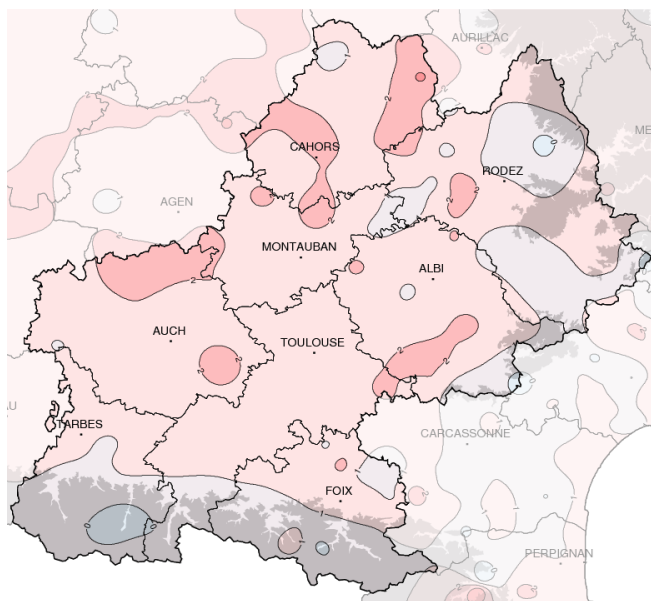 AURILLAC
ME
CAHORS
RODEZ
AGEN
MONTAUBAN
ALBI
AUCH
TOULOUSE
AU
TARBES
CARCASSONNE
FOIX
PERPIGNAN